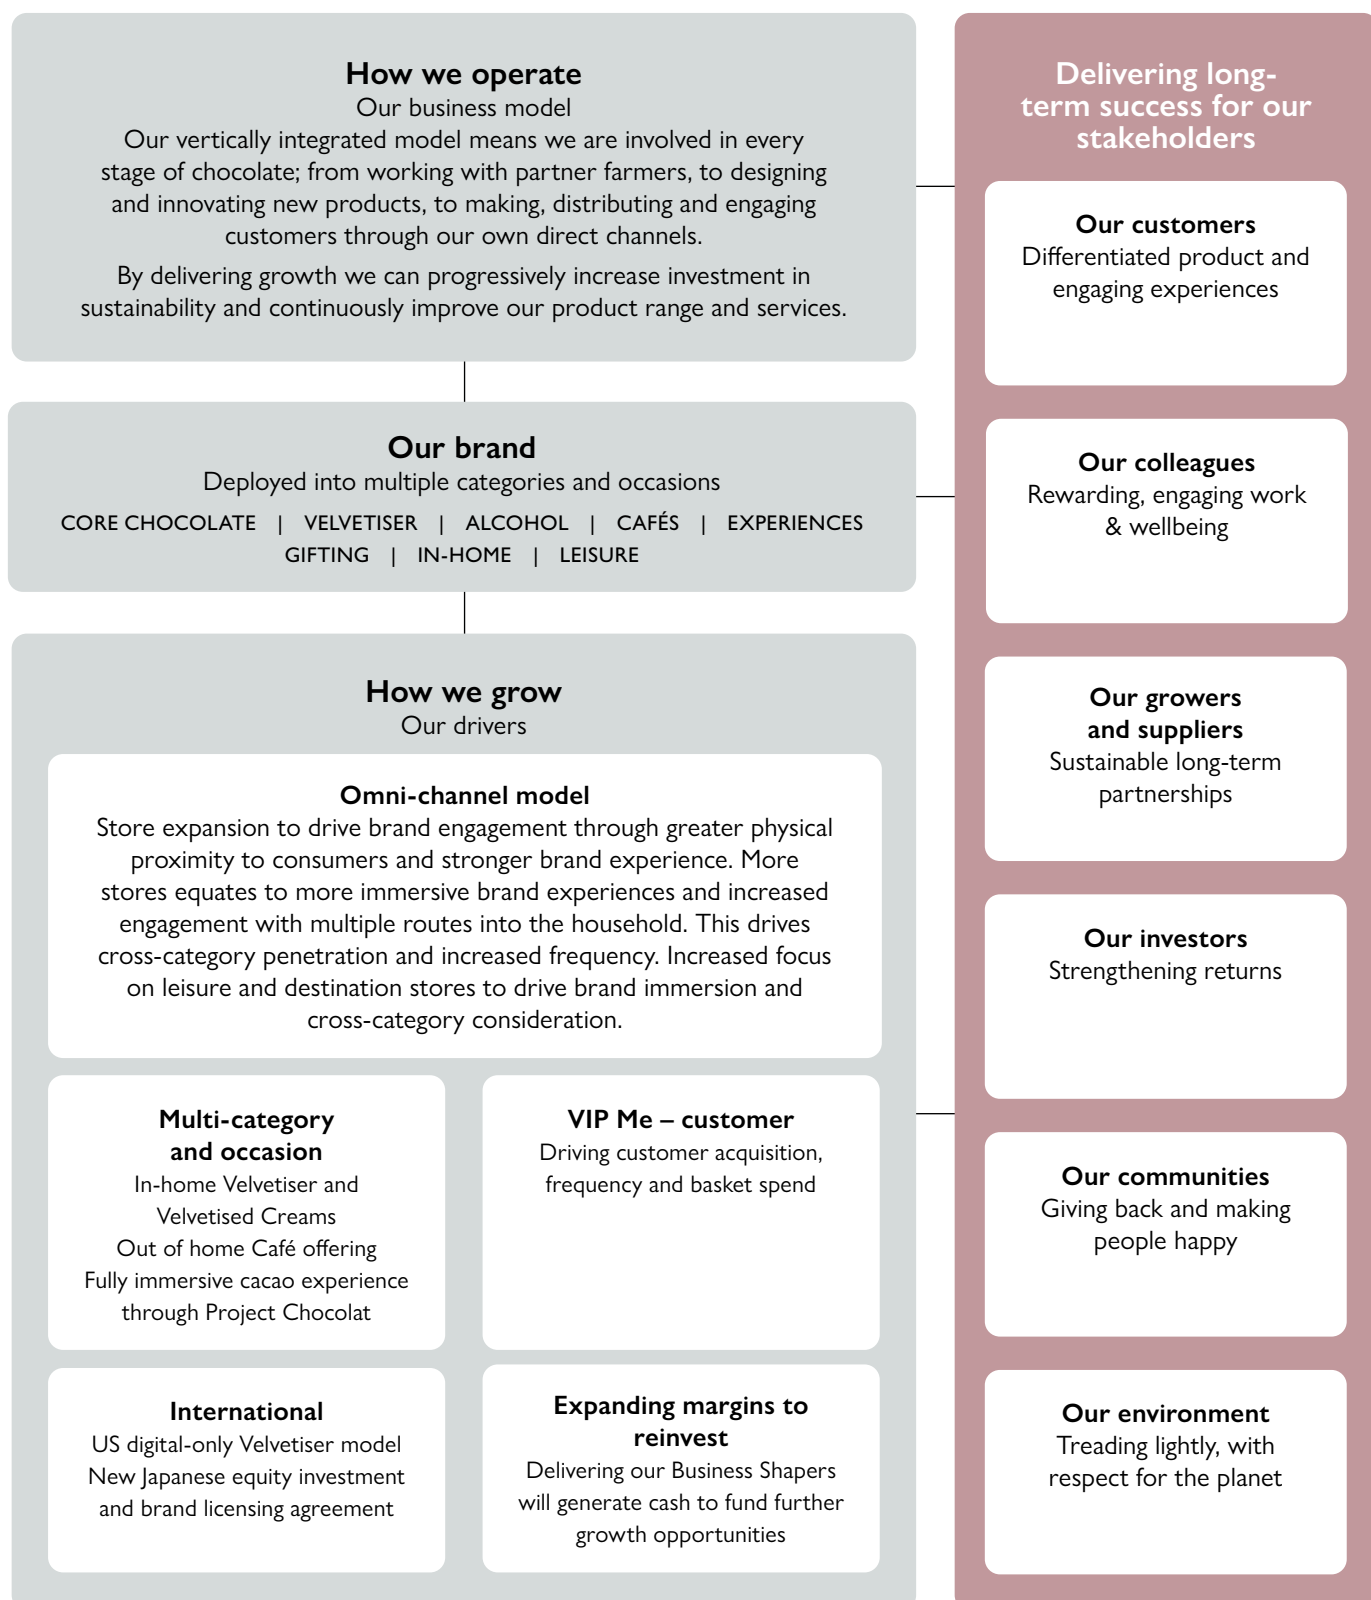 How we operate
Our business model
Our vertically integrated model means we are involved in every
stage of chocolate; from working with partner farmers, to designing
and innovating new products, to making, distributing and engaging
customers through our own direct channels.
By delivering growth we can progressively increase investment in
sustainability and continuously improve our product range and services.
Our brand
Deployed into multiple categories and occasions
CORE CHOCOLATE | VELVETISER | ALCOHOL | CAFÉS | EXPERIENCES
GIFTING | IN-HOME | LEISURE
How we grow
Our drivers
Omni-channel model
Store expansion to drive brand engagement through greater physical
proximity to consumers and stronger brand experience. More
stores equates to more immersive brand experiences and increased
engagement with multiple routes into the household. This drives
cross-category penetration and increased frequency. Increased focus
on leisure and destination stores to drive brand immersion and
cross-category consideration.
Multi-category
and occasion
In-home Velvetiser and
Velvetised Creams
Out of home Café offering
Fully immersive cacao experience
through Project Chocolat
VIP Me – customer
Driving customer acquisition,
frequency and basket spend
International
US digital-only Velvetiser model
New Japanese equity investment
and brand licensing agreement
Expanding margins to
reinvest
Delivering our Business Shapers
will generate cash to fund further
growth opportunities
Delivering long-
term success for our
stakeholders
Our customers
Differentiated product and
engaging experiences
Our colleagues
Rewarding, engaging work
& wellbeing
Our growers
and suppliers
Sustainable long-term
partnerships
Our investors
Strengthening returns
Our communities
Giving back and making
people happy
Our environment
Treading lightly, with
respect for the planet